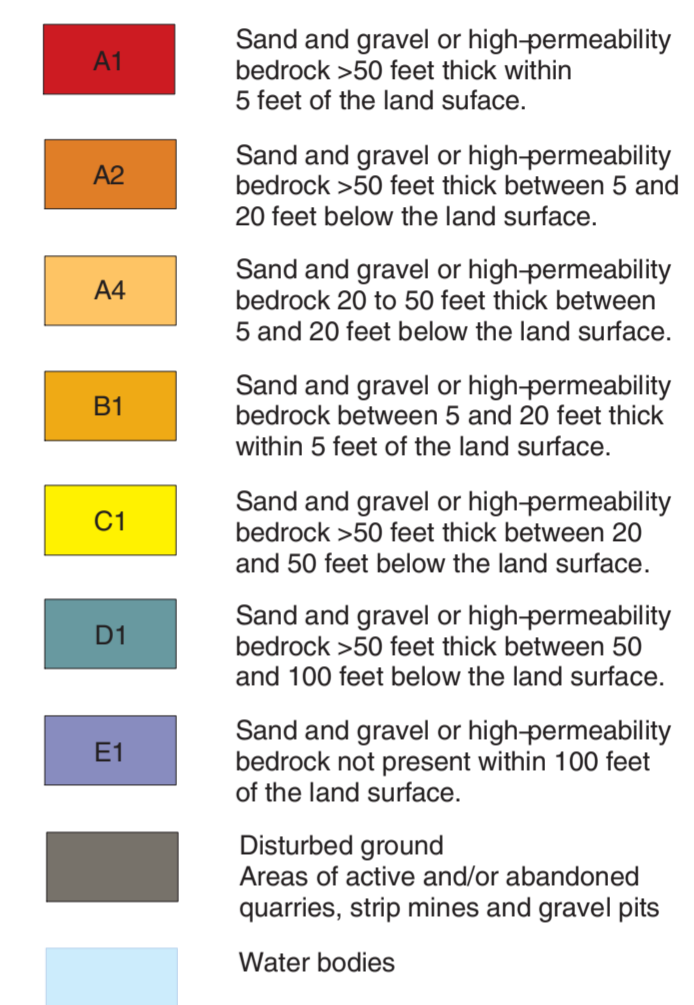 A1
Sand and gravel or high-permeability
bedrock >50 feet thick within
5 feet of the land suface.
A2
Sand and gravel or high-permeability
bedrock >50 feet thick between 5 and
20 feet below the land surface.
A4
Sand and gravel or high-permeability
bedrock 20 to 50 feet thick between
5 and 20 feet below the land surface.
B1
Sand and gravel or high-permeability
bedrock between 5 and 20 feet thick
within 5 feet of the land surface.
C1
Sand and gravel or high-permeability
bedrock >50 feet thick between 20
and 50 feet below the land surface.
D1
Sand and gravel or high-permeability
bedrock >50 feet thick between 50
and 100 feet below the land surface.
E1
Sand and gravel or high-permeability
bedrock not present within 100 feet
of the land surface.
Disturbed ground
Areas of active and/or abandoned
quarries, strip mines and gravel pits
Water bodies